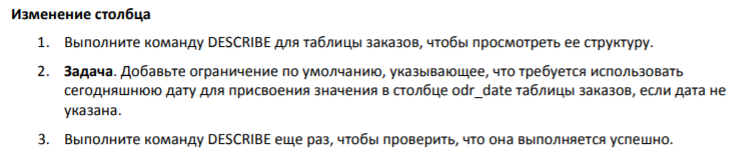 Изменение столбца
1. Выполните команду DESCRIBE для таблицы заказов, чтобы просмотреть ее структуру.
2. Задача. Добавьте ограничение по умолчанию, указывающее, что требуется использовать
сегодняшнюю дату для присвоения значения в столбце odr_date таблицы заказов, если дата не
указана.
3. Выполните команду DESCRIBE еще раз, чтобы проверить, что она выполняется успешно.